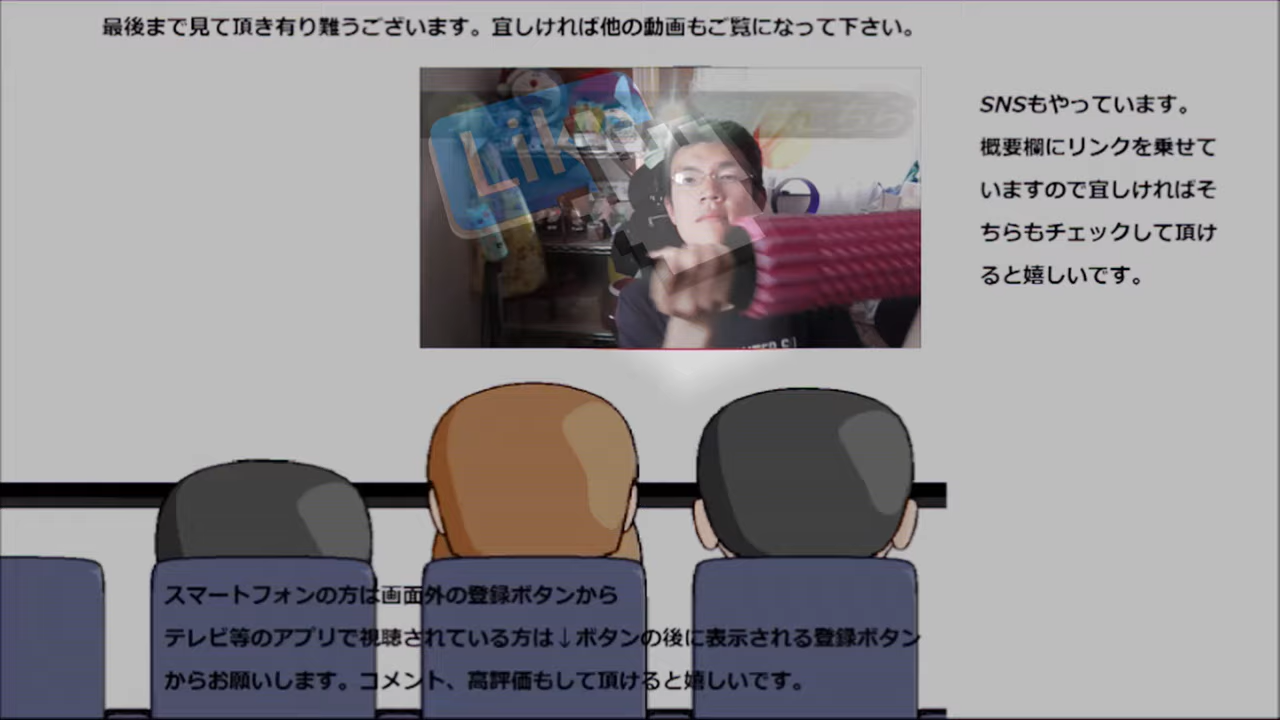 最後まで見て頂き有り難うございます。宜しければ他の動画もご覧になって下さい。
Like
こちら
SNSもやっています。
概要欄にリンクを乗せて
いますので宜しければそ
ちらもチェックして頂け
ると嬉しいです。
スマートフォンの方は画面外の登録ボタンから
テレビ等のアプリで視聴されている方は↓ボタンの後に表示される登録ボタン
からお願いします。コメント、高評価もして頂けると嬉しいです。